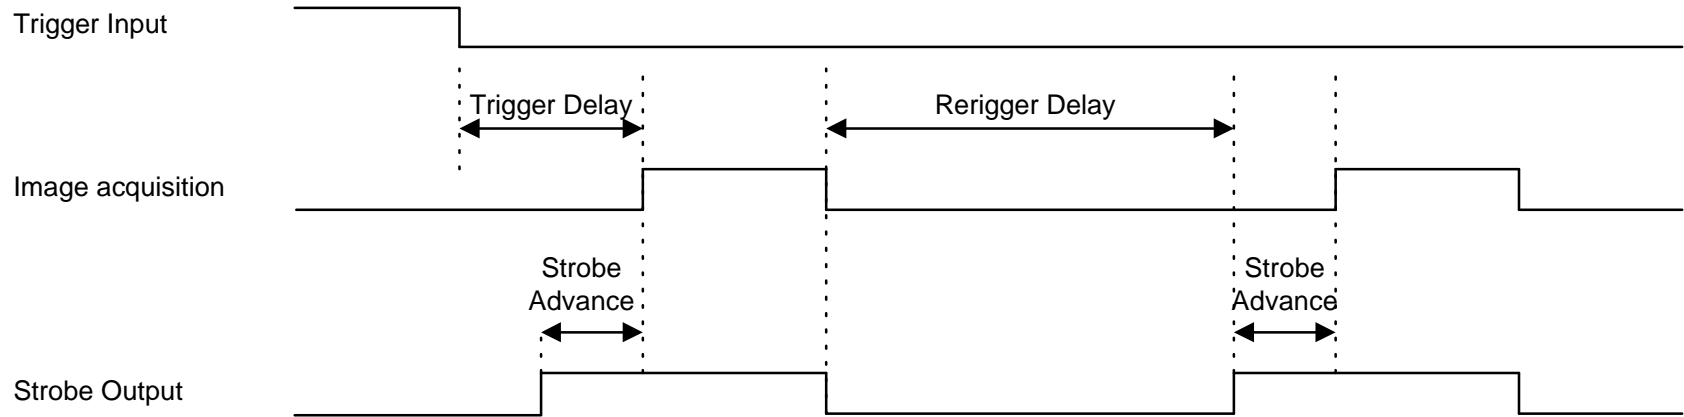 Trigger Input
Trigger Delay
Rerigger Delay
Image acquisition
Strobe
Advance
Strobe
Advance
Strobe Output